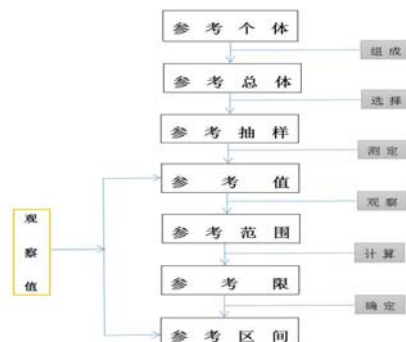 参考个体
组成
参考总体
选择
参考抽样
测定
参考值
观察
参考范围
计算
参考限
确定
参考区间
观察值